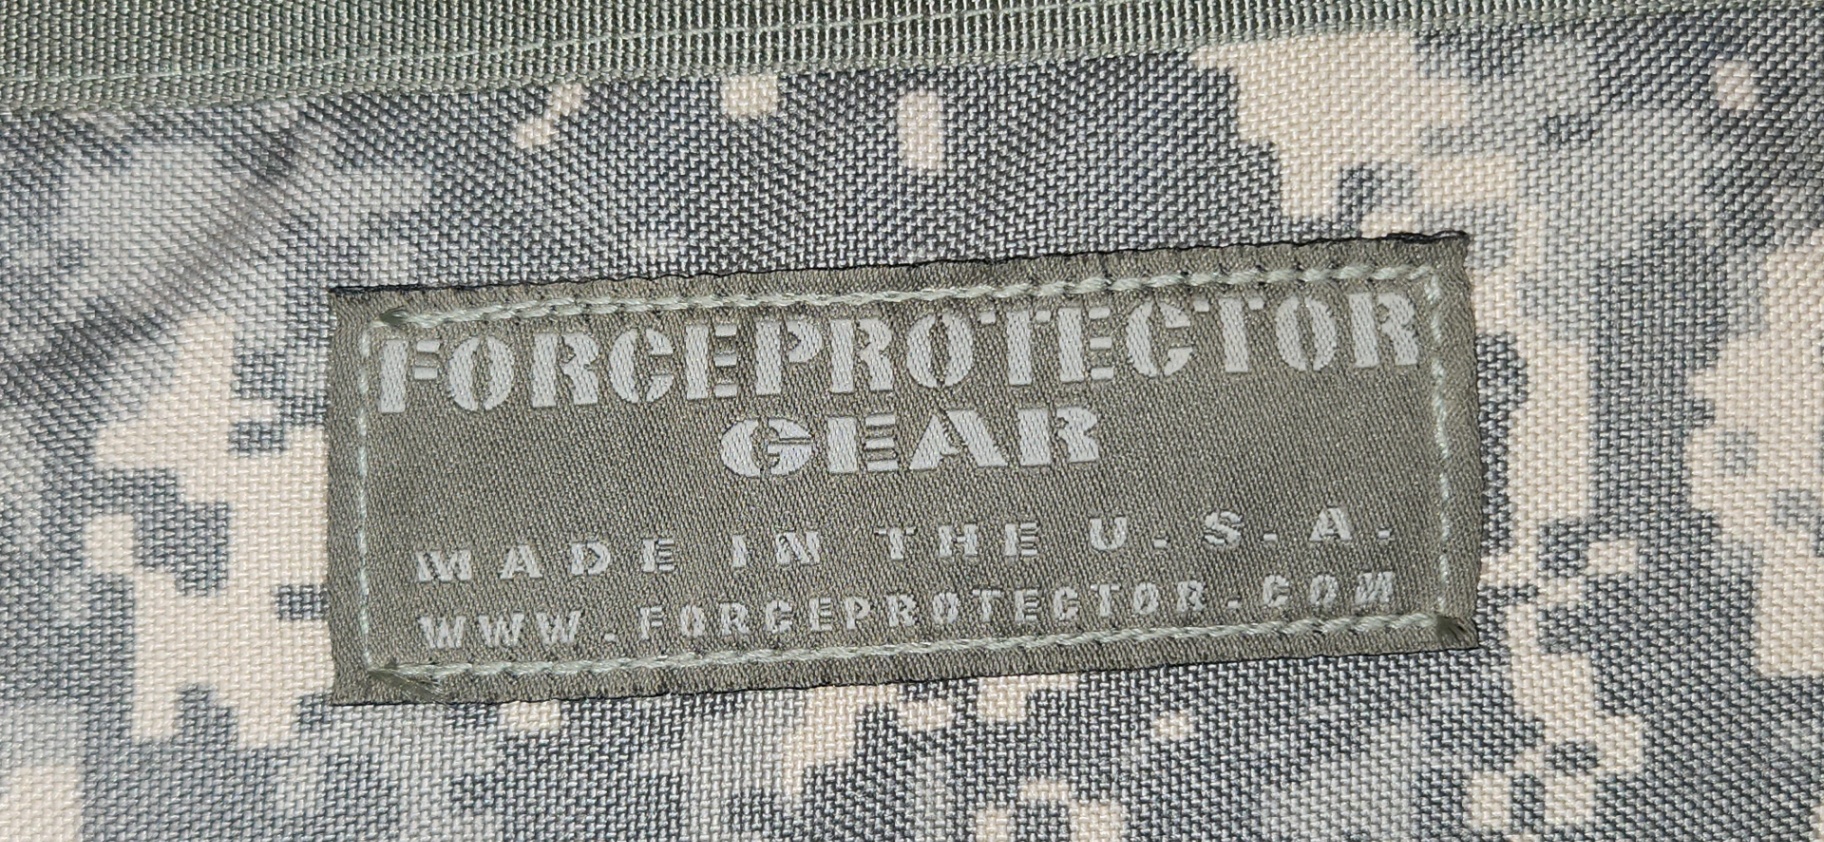 FORCEPROTECTOR
GEAR
MADE IN THE U.S.A.
WWW.FORCEPROTECTOR.COM